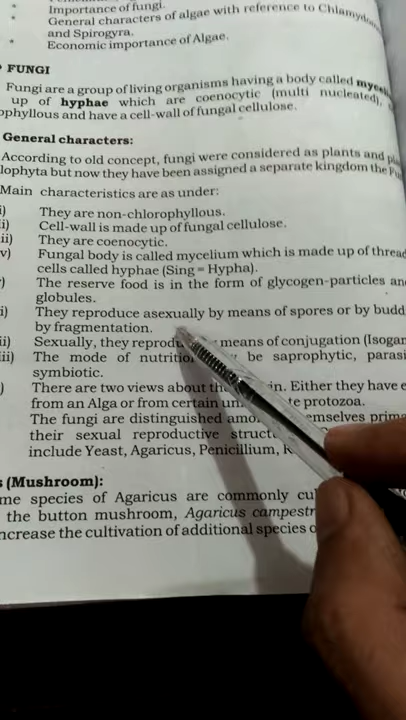 Importance of fungi.
General characters of algae with reference to
and Spirogyra.
Economic importance of Algae.
FUNGI
Fungi are a group of living organisms having a body called
up of hyphae which are coenocytic (multi nucleated),
ophyllous and have a cell-wall of fungal cellulose.
General characters:
According to old concept, fungi were considered as plants and
lophyta but now they have been assigned a separate kingdom the
Main characteristics are as under:
i) They are non-chlorophyllous.
ii) Cell-wall is made up of fungal cellulose.
ii) They are coenocytic.
v) Fungal body is called mycelium which is made up of thread
cells called hyphae (Sing = Hypha).
) The reserve food is in the form of glycogen-particles an
globules.
i) They reproduce asexually by means of spores or by budd
by fragmentation.
ii) Sexually, they reprodu means of conjugation (Isogar
iii) The mode of nutritio be saprophytic, parasi
symbiotic.
) There are two views about th in. Either they have e
from an Alga or from certain un te protozoa.
The fungi are distinguished amo emselves prima
their sexual reproductive struct
include Yeast, Agaricus, Penicillium,
s (Mushroom):
me species of Agaricus are commonly cu
the button mushroom, Agaricus campestr
ncrease the cultivation of additional species o